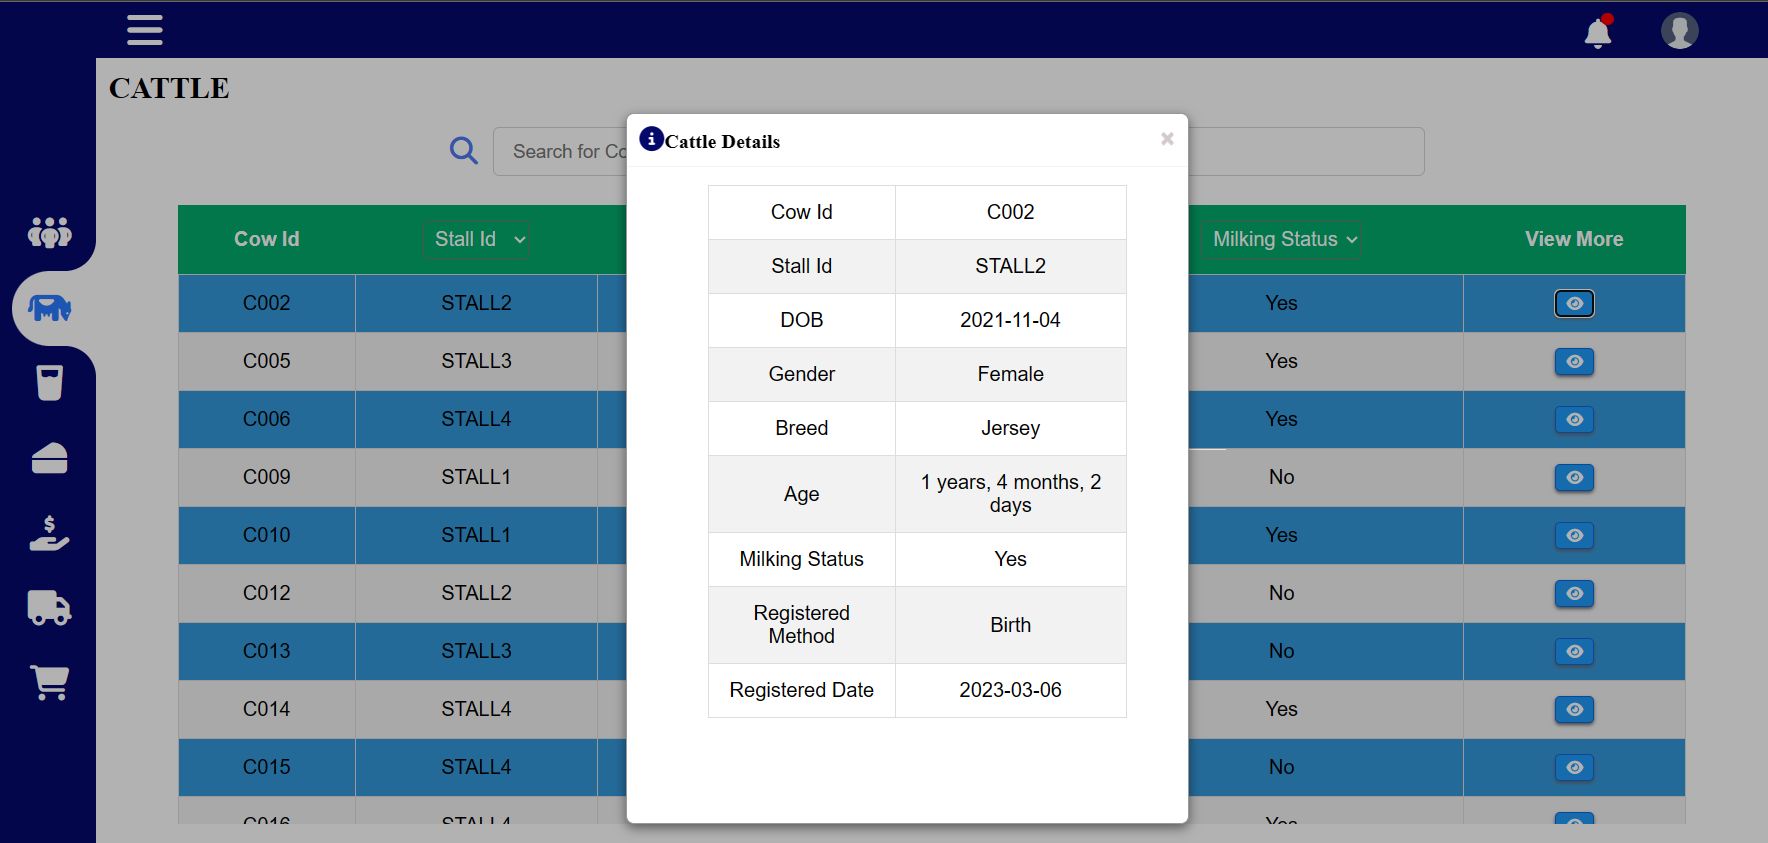 CATTLE
Search for Co
Cattle Details
×
Cow Id Stall Id Milking Status View More
C002 STALL2 Yes
C005 STALL3 Yes
C006 STALL4 Yes
C009 STALL1 No
C010 STALL1 Yes
C012 STALL2 No
C013 STALL3 No
C014 STALL4 Yes
C015 STALL4 No
C016 STALL4 Yes
Cow Id C002
Stall Id STALL2
DOB 2021-11-04
Gender Female
Breed Jersey
Age 1 years, 4 months, 2
days
Milking Status Yes
Registered
Method Birth
Registered Date 2023-03-06